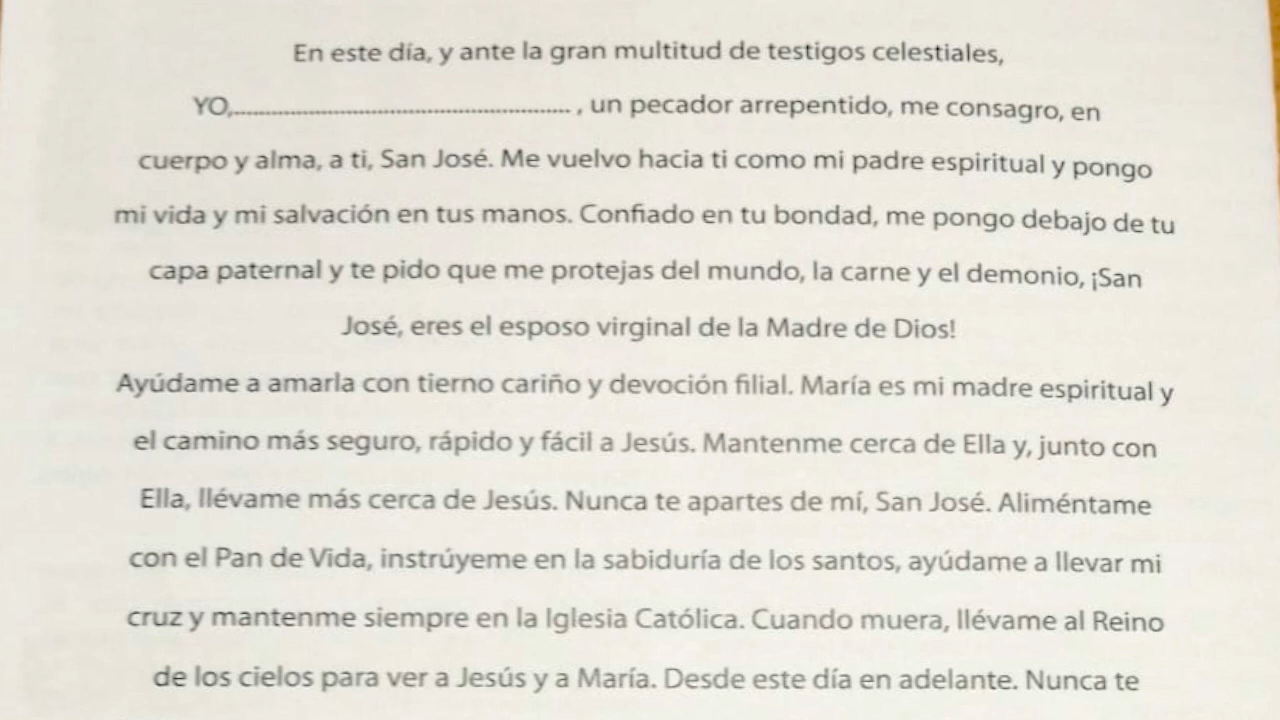 En este día, y ante la gran multitud de testigos celestiales,
YO,..................................................... , un pecador arrepentido, me consagro, en
cuerpo y alma, a ti, San José. Me vuelvo hacia ti como mi padre espiritual y pongo
mi vida y mi salvación en tus manos. Confiado en tu bondad, me pongo debajo de tu
capa paternal y te pido que me protejas del mundo, la carne y el demonio, ¡San
José, eres el esposo virginal de la Madre de Dios!
Ayúdame a amarla con tierno cariño y devoción filial. María es mi madre espiritual y
el camino más seguro, rápido y fácil a Jesús. Mantenme cerca de Ella y, junto con
Ella, llévame más cerca de Jesús. Nunca te apartes de mí, San José. Aliméntame
con el Pan de Vida, instrúyeme en la sabiduría de los santos, ayúdame a llevar mi
cruz y mantenme siempre en la Iglesia Católica. Cuando muera, llévame al Reino
de los cielos para ver a Jesús y a María. Desde este día en adelante. Nunca te